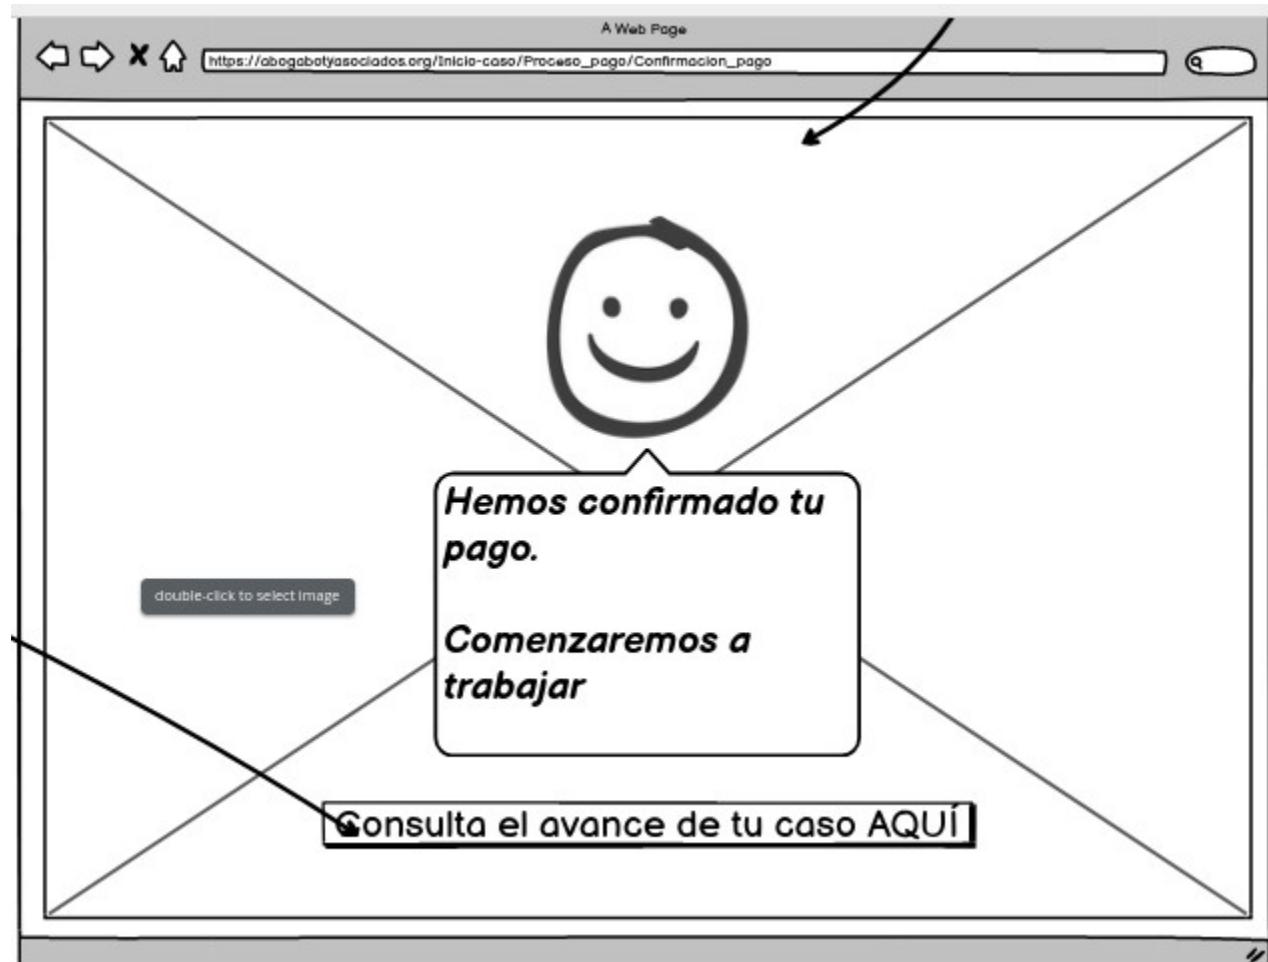 A Web Page
https://abogabotyasociados.org/Inicio-caso/Proceso_pago/Confirmacion_pago
Hemos confirmado tu
pago.
double-click to select image
Comenzaremos a
trabajar
Consulta el avance de tu caso AQUÍ